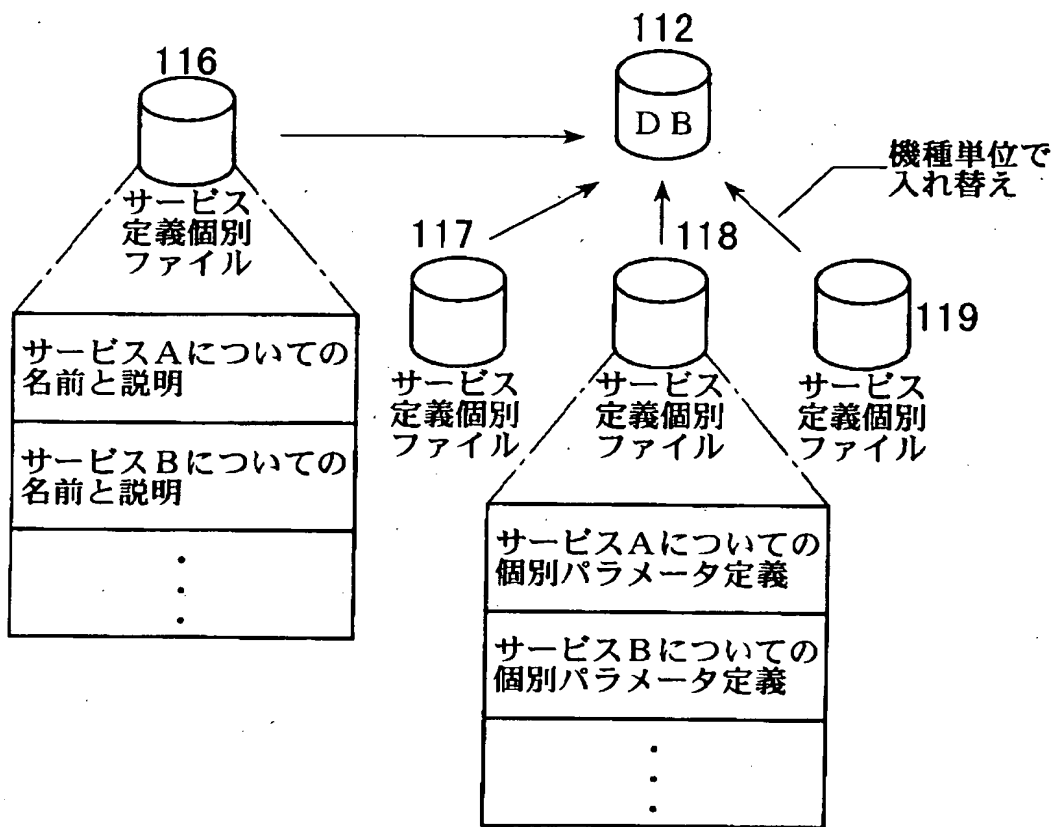 112
DB
116
サービス
定義個別
ファイル
機種単位で
入れ替え
117
118
119
サービス
定義個別
ファイル
サービス
定義個別
ファイル
サービス
定義個別
ファイル
サービスAについての
名前と説明
サービスBについての
名前と説明
サービスAについての
個別パラメータ定義
サービスBについての
個別パラメータ定義